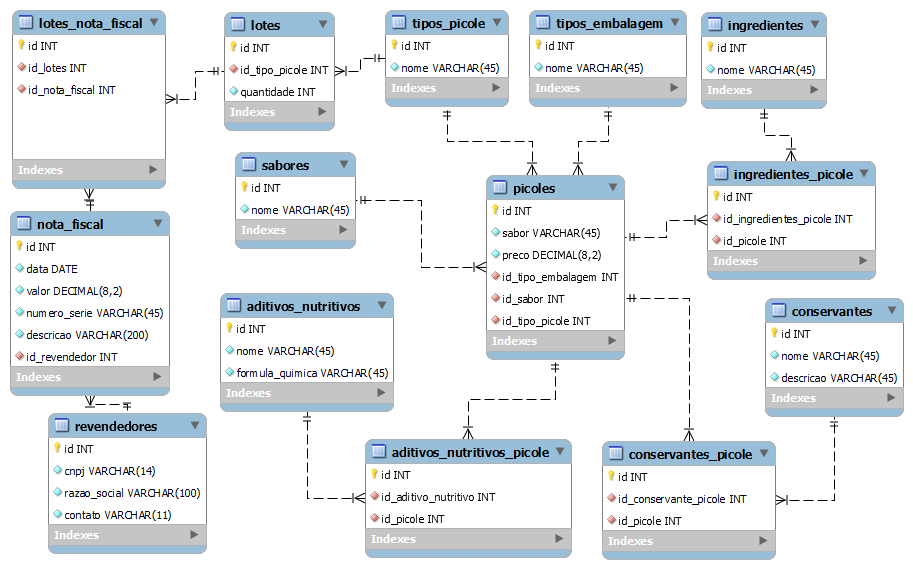 lotes_nota_fiscal
id INT
id_lotes INT
id_nota_fiscal INT
Indexes
lotes
id INT
id_tipo_picole INT
quantidade INT
Indexes
tipos_picole
id INT
nome VARCHAR(45)
Indexes
tipos_embalagem
id INT
nome VARCHAR(45)
Indexes
ingredientes
id INT
nome VARCHAR(45)
Indexes
sabores
id INT
nome VARCHAR(45)
Indexes
picoles
id INT
sabor VARCHAR(45)
preco DECIMAL(8,2)
id_tipo_embalagem INT
id_sabor INT
id_tipo_picole INT
Indexes
ingredientes_picole
id INT
id_ingredientes_picole INT
id_picole INT
Indexes
nota_fiscal
id INT
data DATE
valor DECIMAL(8,2)
numero_serie VARCHAR(45)
descricao VARCHAR(200)
id_revendedor INT
Indexes
aditivos_nutritivos
id INT
nome VARCHAR(45)
formula_quimica VARCHAR(45)
Indexes
conservantes
id INT
nome VARCHAR(45)
descricao VARCHAR(45)
Indexes
revendedores
id INT
cnpj VARCHAR(14)
razao_social VARCHAR(100)
contato VARCHAR(11)
Indexes
aditivos_nutritivos_picole
id INT
id_aditivo_nutritivo INT
id_picole INT
Indexes
conservantes_picole
id INT
id_conservante_picole INT
id_picole INT
Indexes